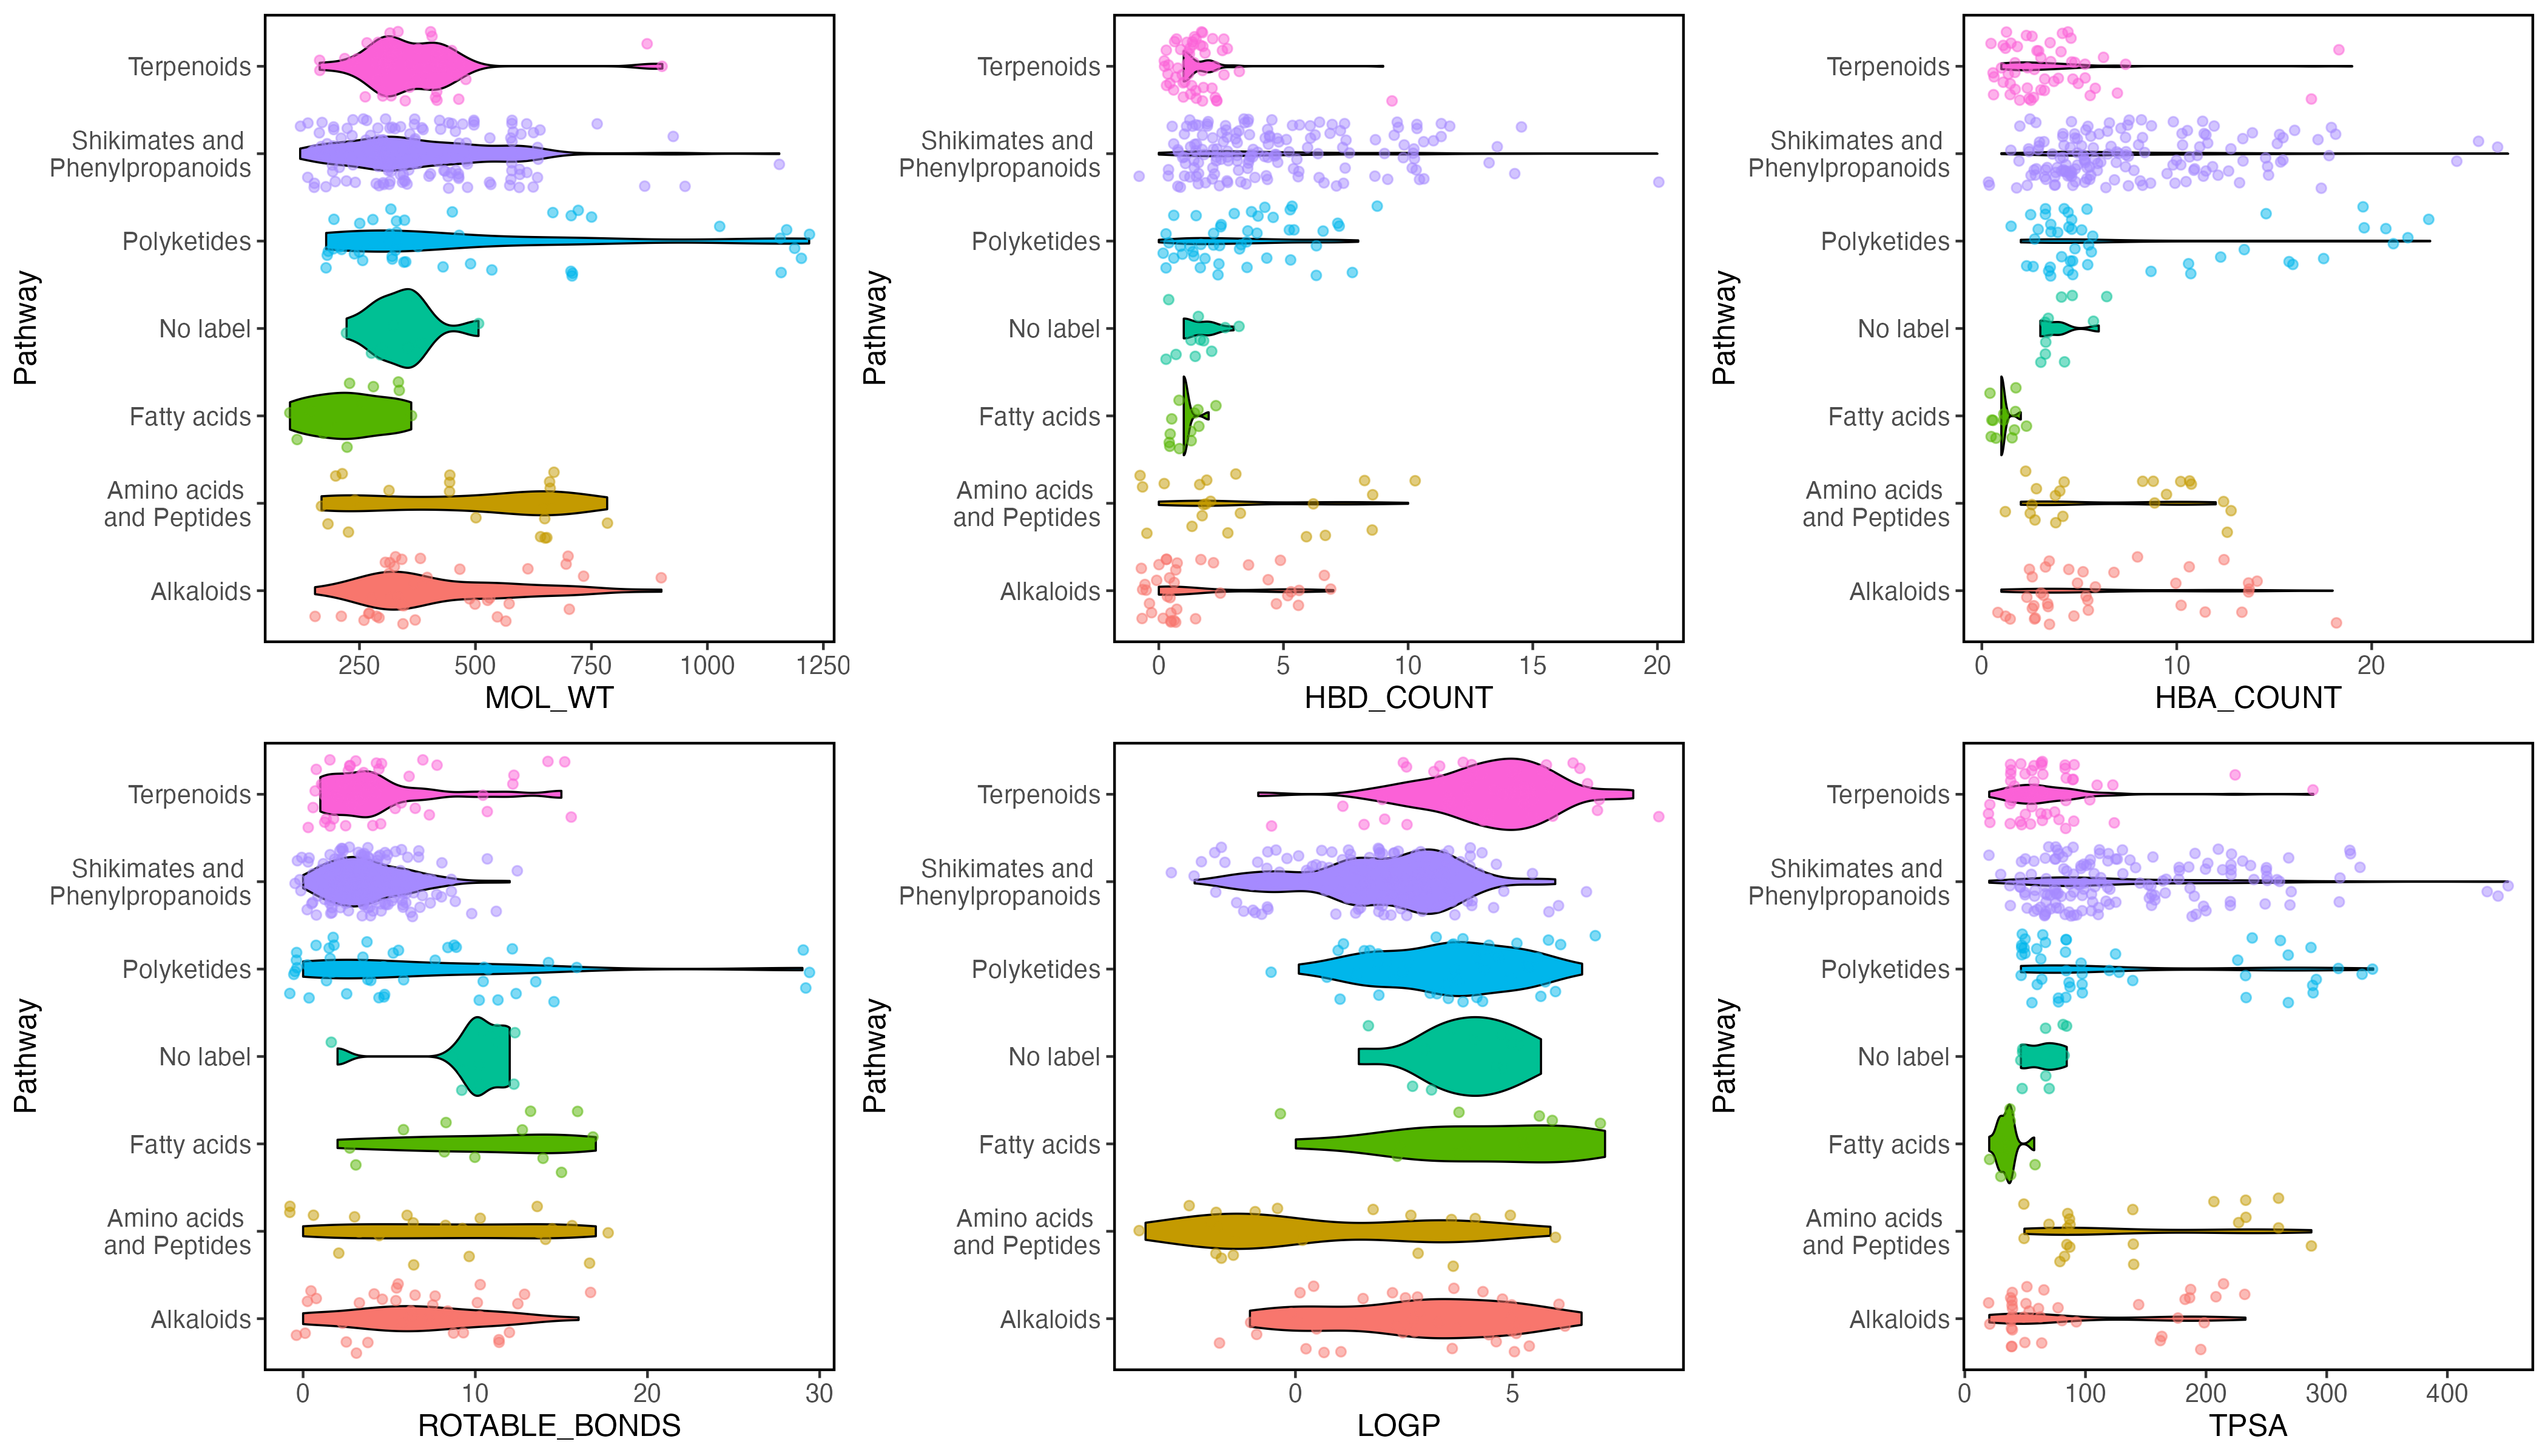 Pathway
Terpenoids
Shikimates and
Phenylpropanoids
Polyketides
No label
Fatty acids
Amino acids
and Peptides
Alkaloids
250 500 750 1000 1250
MOL_WT
Pathway
Terpenoids
Shikimates and
Phenylpropanoids
Polyketides
No label
Fatty acids
Amino acids
and Peptides
Alkaloids
0 5 10 15 20
HBD_COUNT
Pathway
Terpenoids
Shikimates and
Phenylpropanoids
Polyketides
No label
Fatty acids
Amino acids
and Peptides
Alkaloids
0 10 20
HBA_COUNT
Pathway
Terpenoids
Shikimates and
Phenylpropanoids
Polyketides
No label
Fatty acids
Amino acids
and Peptides
Alkaloids
0 10 20 30
ROTABLE_BONDS
Pathway
Terpenoids
Shikimates and
Phenylpropanoids
Polyketides
No label
Fatty acids
Amino acids
and Peptides
Alkaloids
0 5
LOGP
Pathway
Terpenoids
Shikimates and
Phenylpropanoids
Polyketides
No label
Fatty acids
Amino acids
and Peptides
Alkaloids
0 100 200 300 400
TPSA